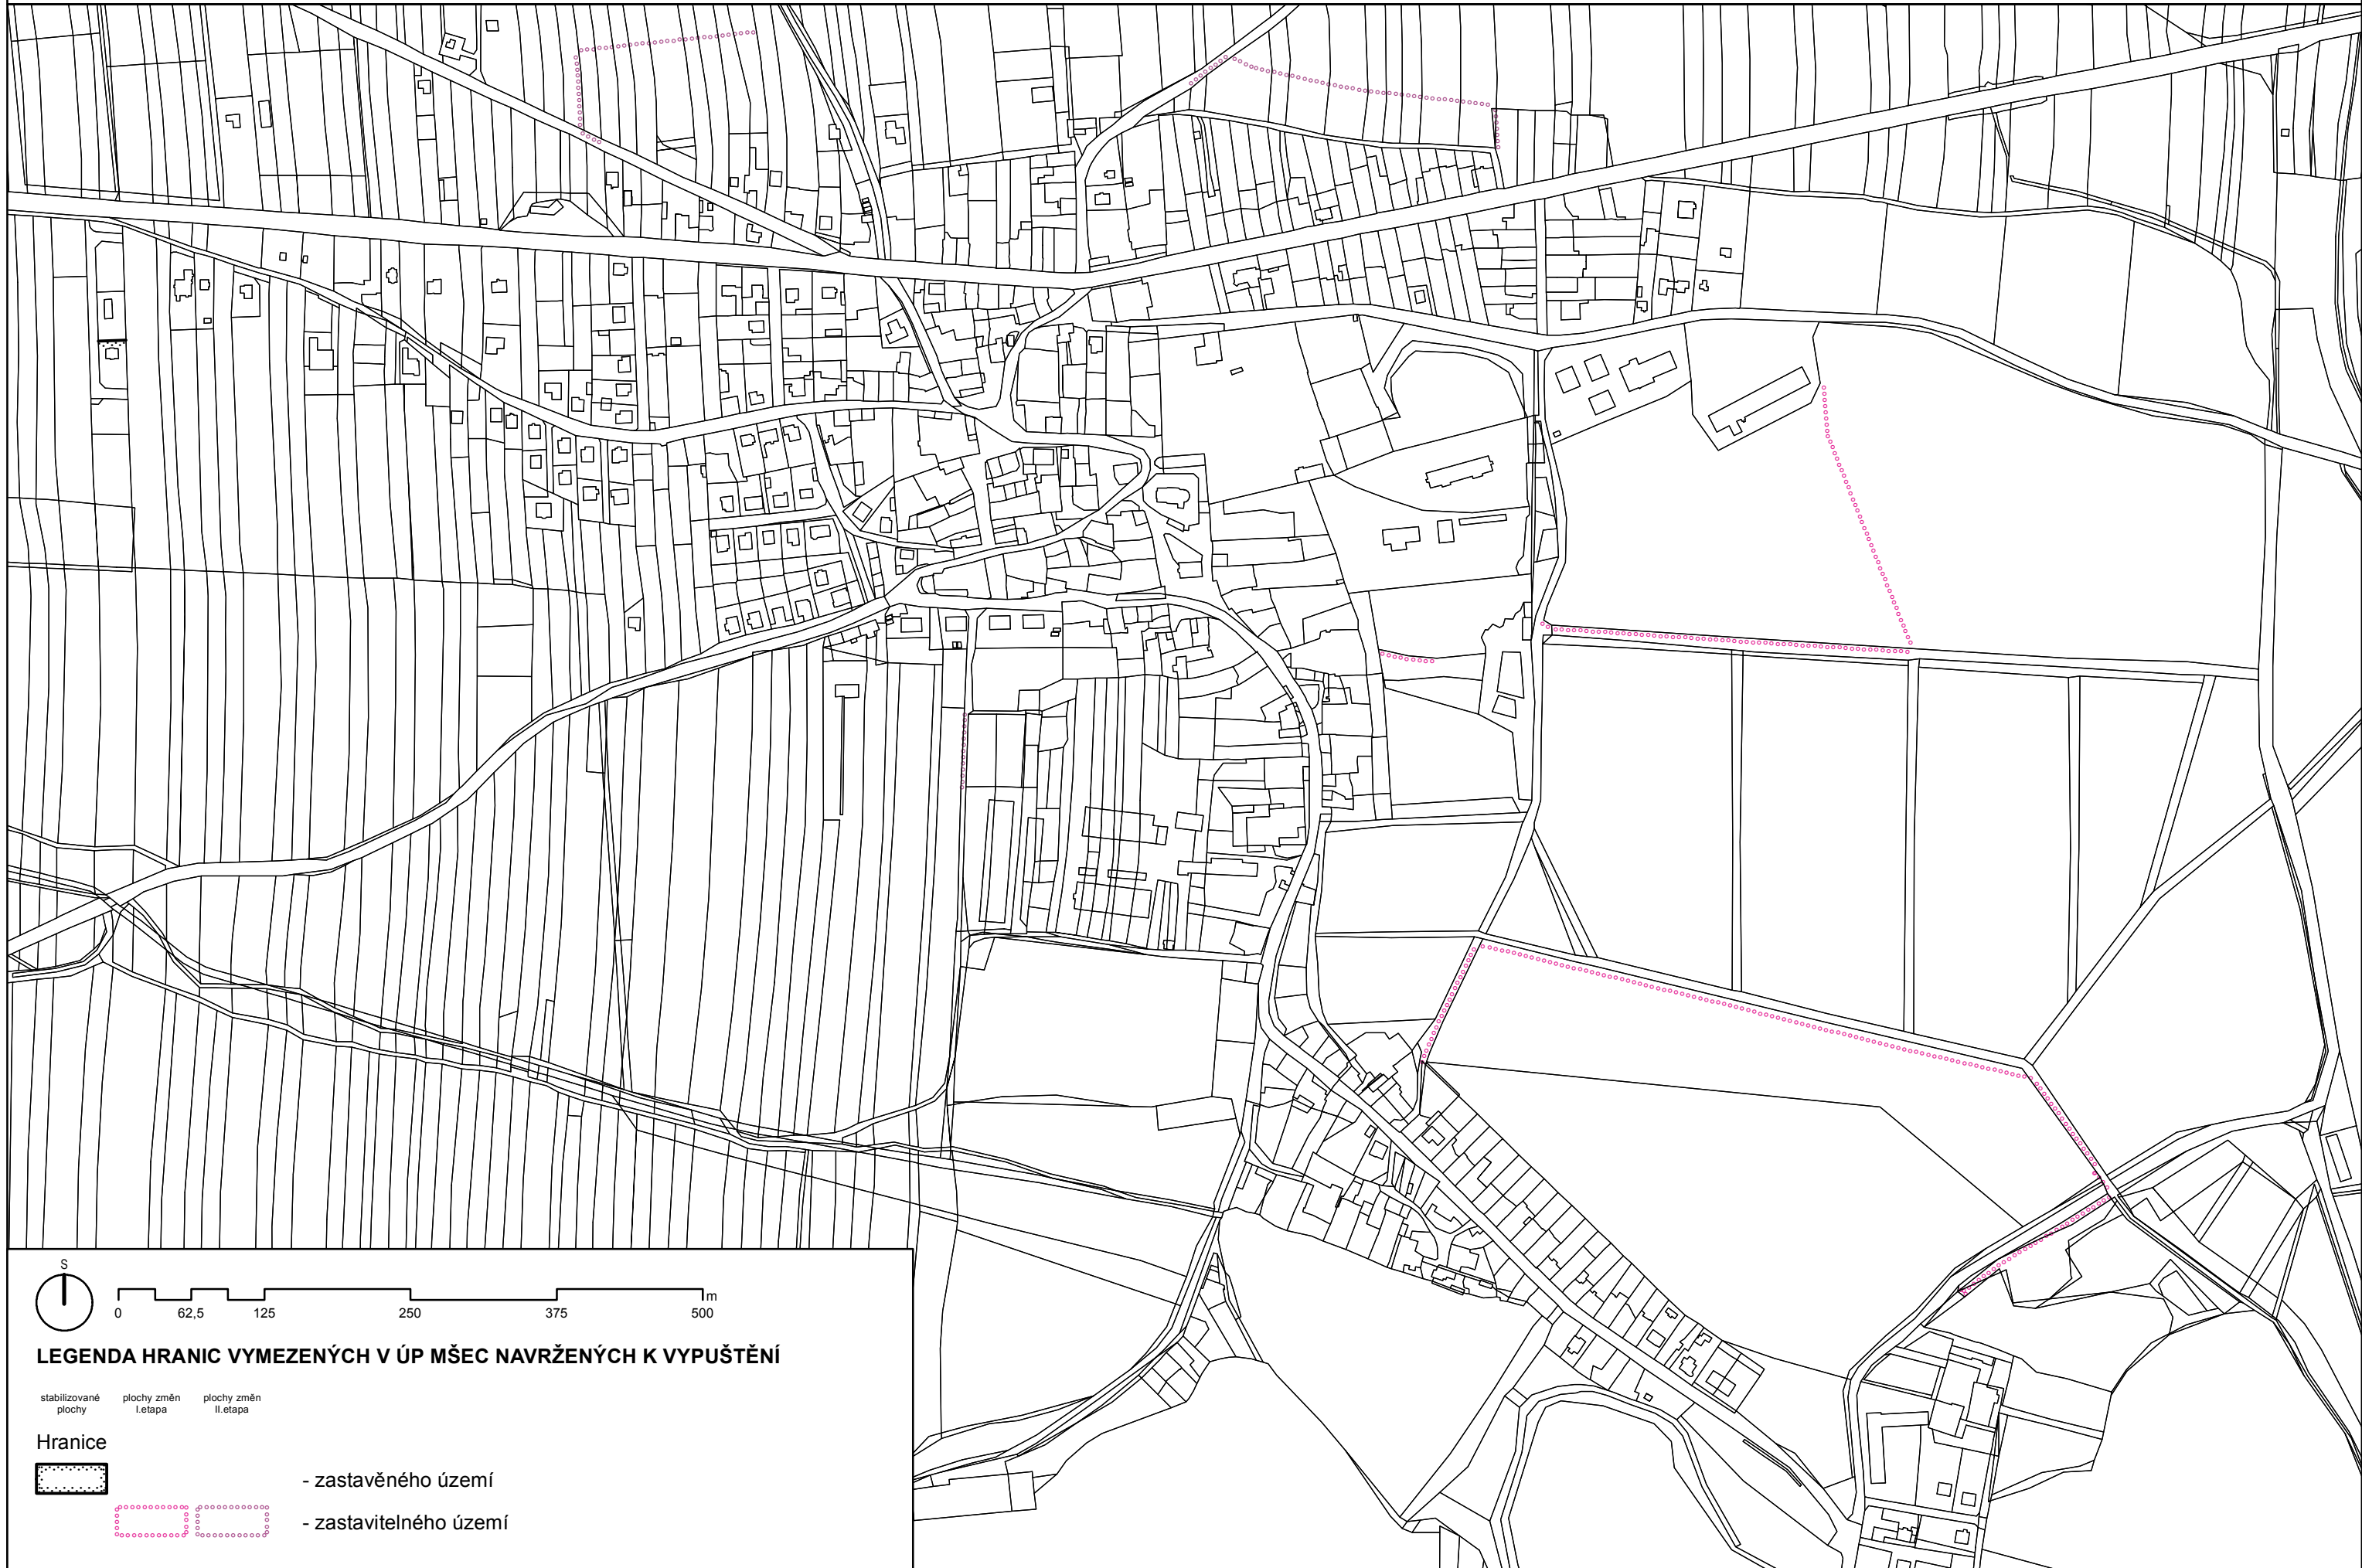 S
m
0 62,5 125 250 375 500
LEGENDA HRANIC VYMEZENÝCH V ÚP MŠEC NAVRŽENÝCH K VYPUŠTĚNÍ
stabilizované plochy změn plochy změn
plochy I.etapa II.etapa
Hranice
- zastavěného území
- zastavitelného území